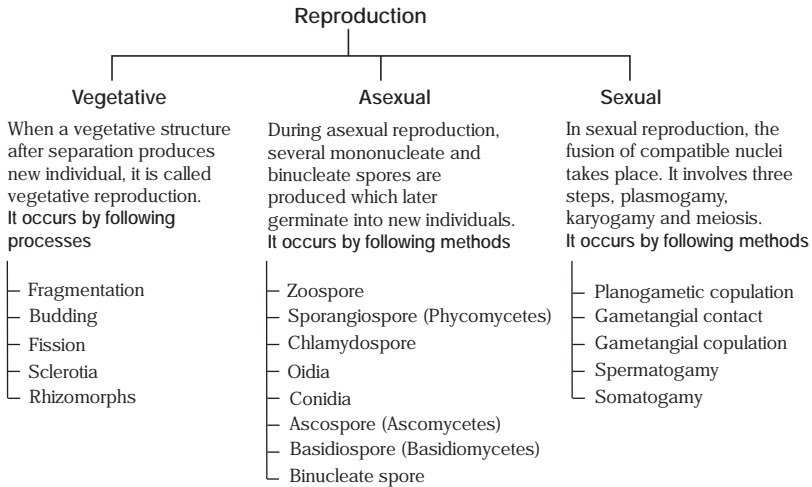 Reproduction
Vegetative
When a vegetative structure
after separation produces
new individual, it is called
vegetative reproduction.
It occurs by following
processes
Fragmentation
Budding
Fission
Sclerotia
Rhizomorphs
Asexual
During asexual reproduction,
several mononucleate and
binucleate spores are
produced which later
germinate into new individuals.
It occurs by following methods
Zoospore
Sporangiospore (Phycomycetes)
Chlamydospore
Oidia
Conidia
Ascospore (Ascomycetes)
Basidiospore (Basidiomycetes)
Binucleate spore
Sexual
In sexual reproduction, the
fusion of compatible nuclei
takes place. It involves three
steps, plasmogamy,
karyogamy and meiosis.
It occurs by following methods
Planogametic copulation
Gametangial contact
Gametangial copulation
Spermatogamy
Somatogamy